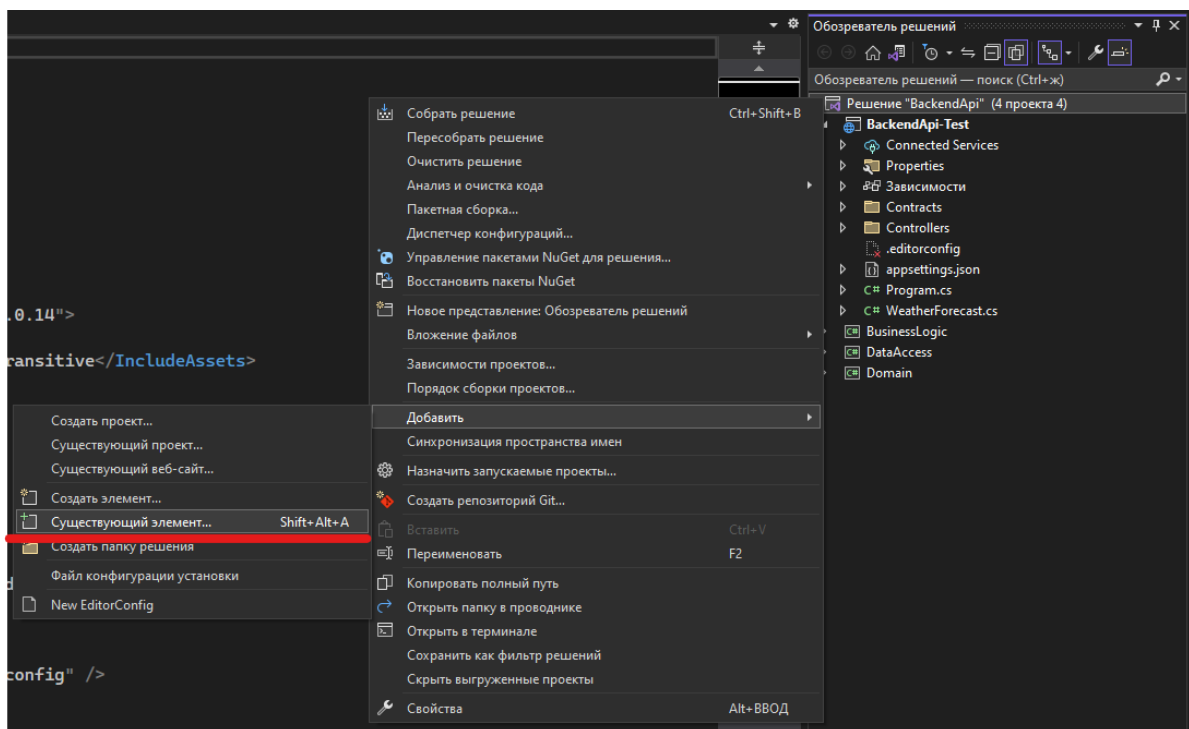 Обозреватель решений
Обозреватель решений — поиск (Ctrl+ж)
Решение "BackendApi" (4 проекта 4)
BackendApi-Test
Connected Services
Properties
Зависимости
Contracts
Controllers
.editorconfig
appsettings.json
C# Program.cs
C# WeatherForecast.cs
C# BusinessLogic
C# DataAccess
C# Domain
Собрать решение Ctrl+Shift+B
Пересобрать решение
Очистить решение
Анализ и очистка кода
Пакетная сборка...
Диспетчер конфигураций...
Управление пакетами NuGet для решения...
Восстановить пакеты NuGet
Новое представление: Обозреватель решений
Вложение файлов
Зависимости проектов...
Порядок сборки проектов...
Добавить
Синхронизация пространства имен
Назначить запускаемые проекты...
Создать репозиторий Git...
Вставить Ctrl+V
Переименовать F2
Копировать полный путь
Открыть папку в проводнике
Открыть в терминале
Сохранить как фильтр решений
Скрыть выгруженные проекты
Свойства Alt+ВВОД
Создать проект...
Существующий проект...
Существующий веб-сайт...
Создать элемент...
Существующий элемент... Shift+Alt+A
Создать папку решения
Файл конфигурации установки
New EditorConfig
.0.14">
ransitive</IncludeAssets>
d
config" />